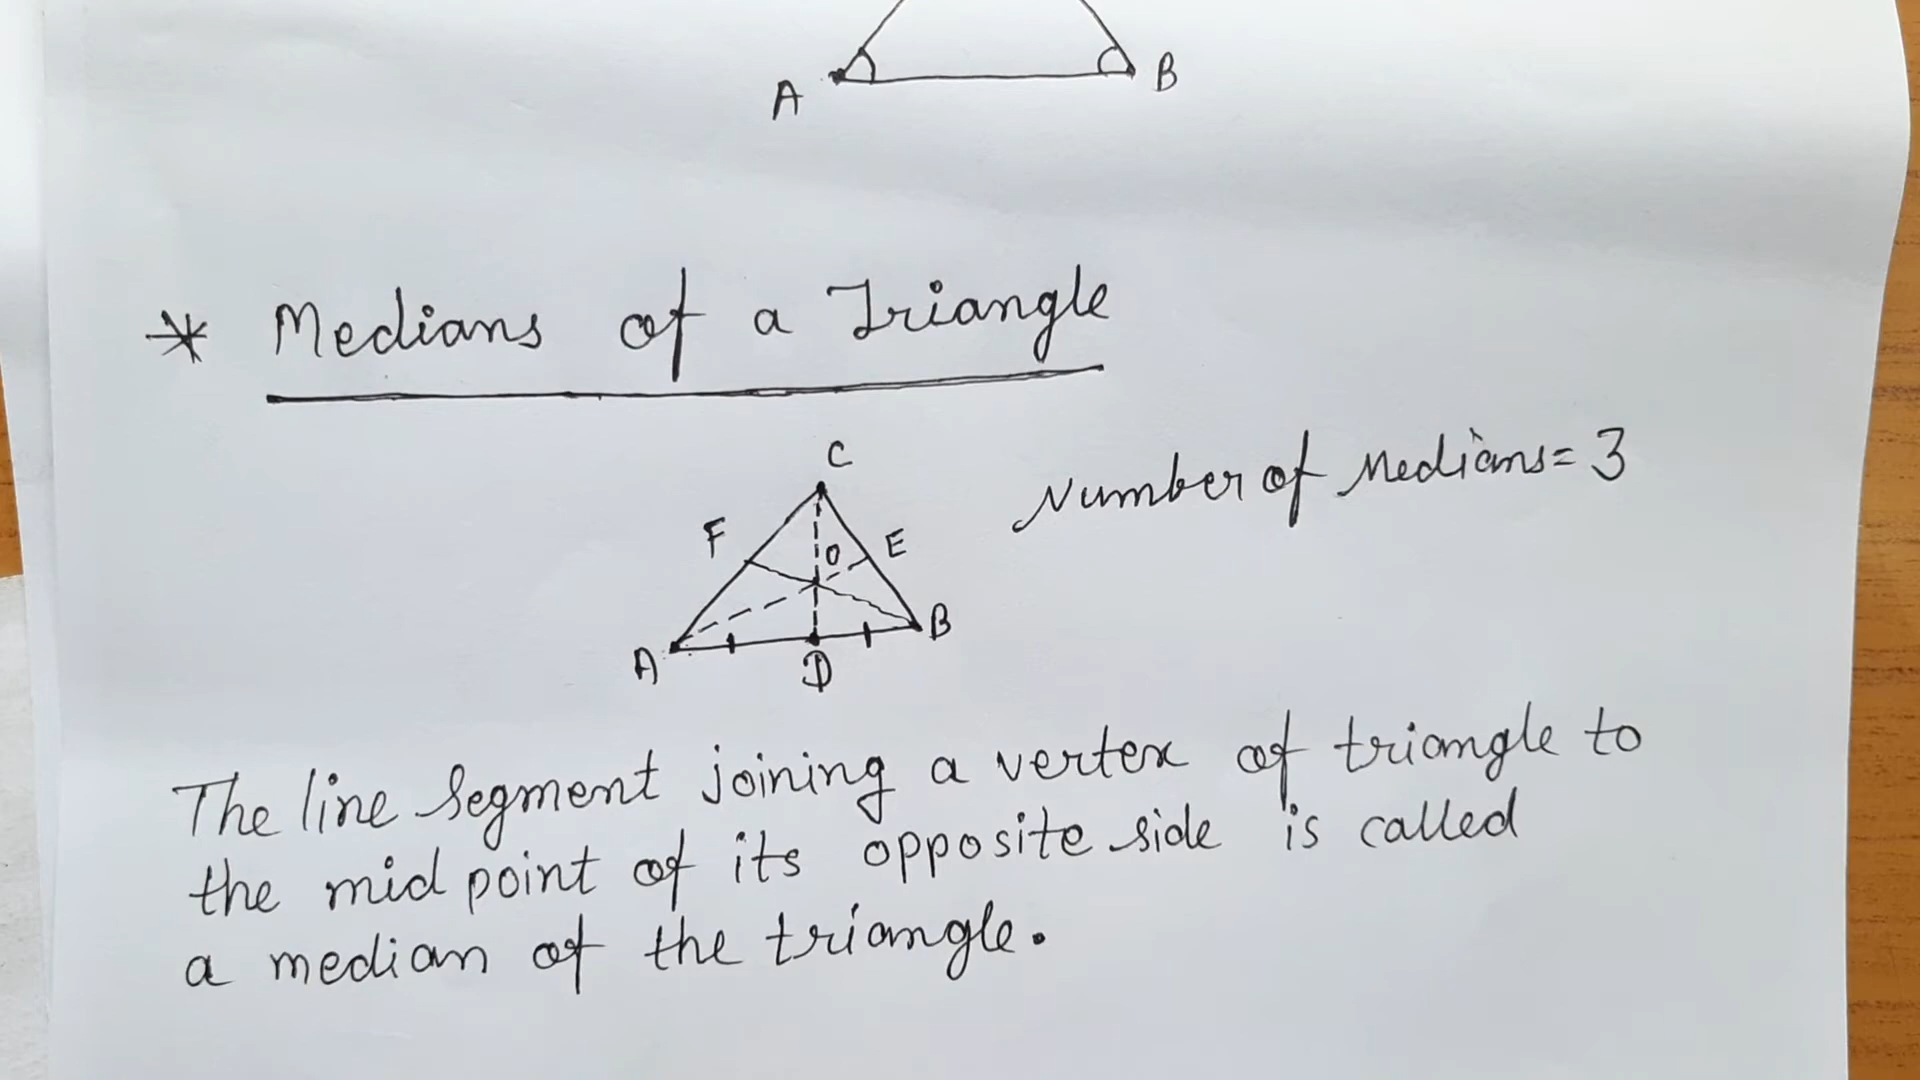 A B
* Medians of a Triangle
C
Number of Medians = 3
F O E
A B
D
The line segment joining a vertex of triangle to
the mid point of its opposite side is called
a median of the triangle.